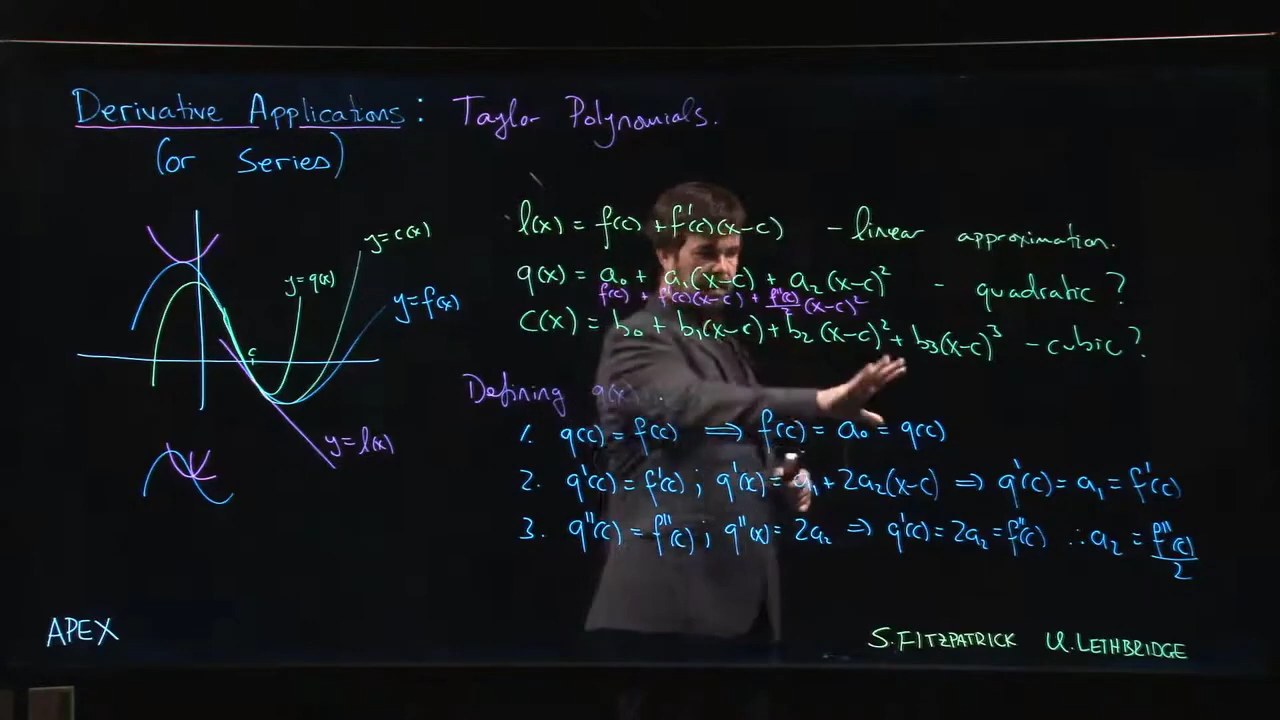 Derivative Applications: Taylor Polynomials.
(or Series)
l(x) = f(c) + f'(c)(x-c) - linear approximation.
q(x) = a₀ + a₁(x-c) + a₂(x-c)² - quadratic?
f(c) + f'(c)(x-c) + f''(c)/2 (x-c)²
c(x) = b₀ + b₁(x-c) + b₂(x-c)² + b₃(x-c)³ - cubic?
y=c(x)
y=q(x)
y=f(x)
c
y=l(x)
Defining q(x):
1. q(c) = f(c) ⟹ f(c) = a₀ = q(c)
2. q'(c) = f'(c) ; q'(x) = a₁ + 2a₂(x-c) ⟹ q'(c) = a₁ = f'(c)
3. q''(c) = f''(c) ; q''(x) = 2a₂ ⟹ q'(c) = 2a₂ = f''(c) ∴ a₂ = f''(c)/2
APEX
S. FITZPATRICK U. LETHBRIDGE